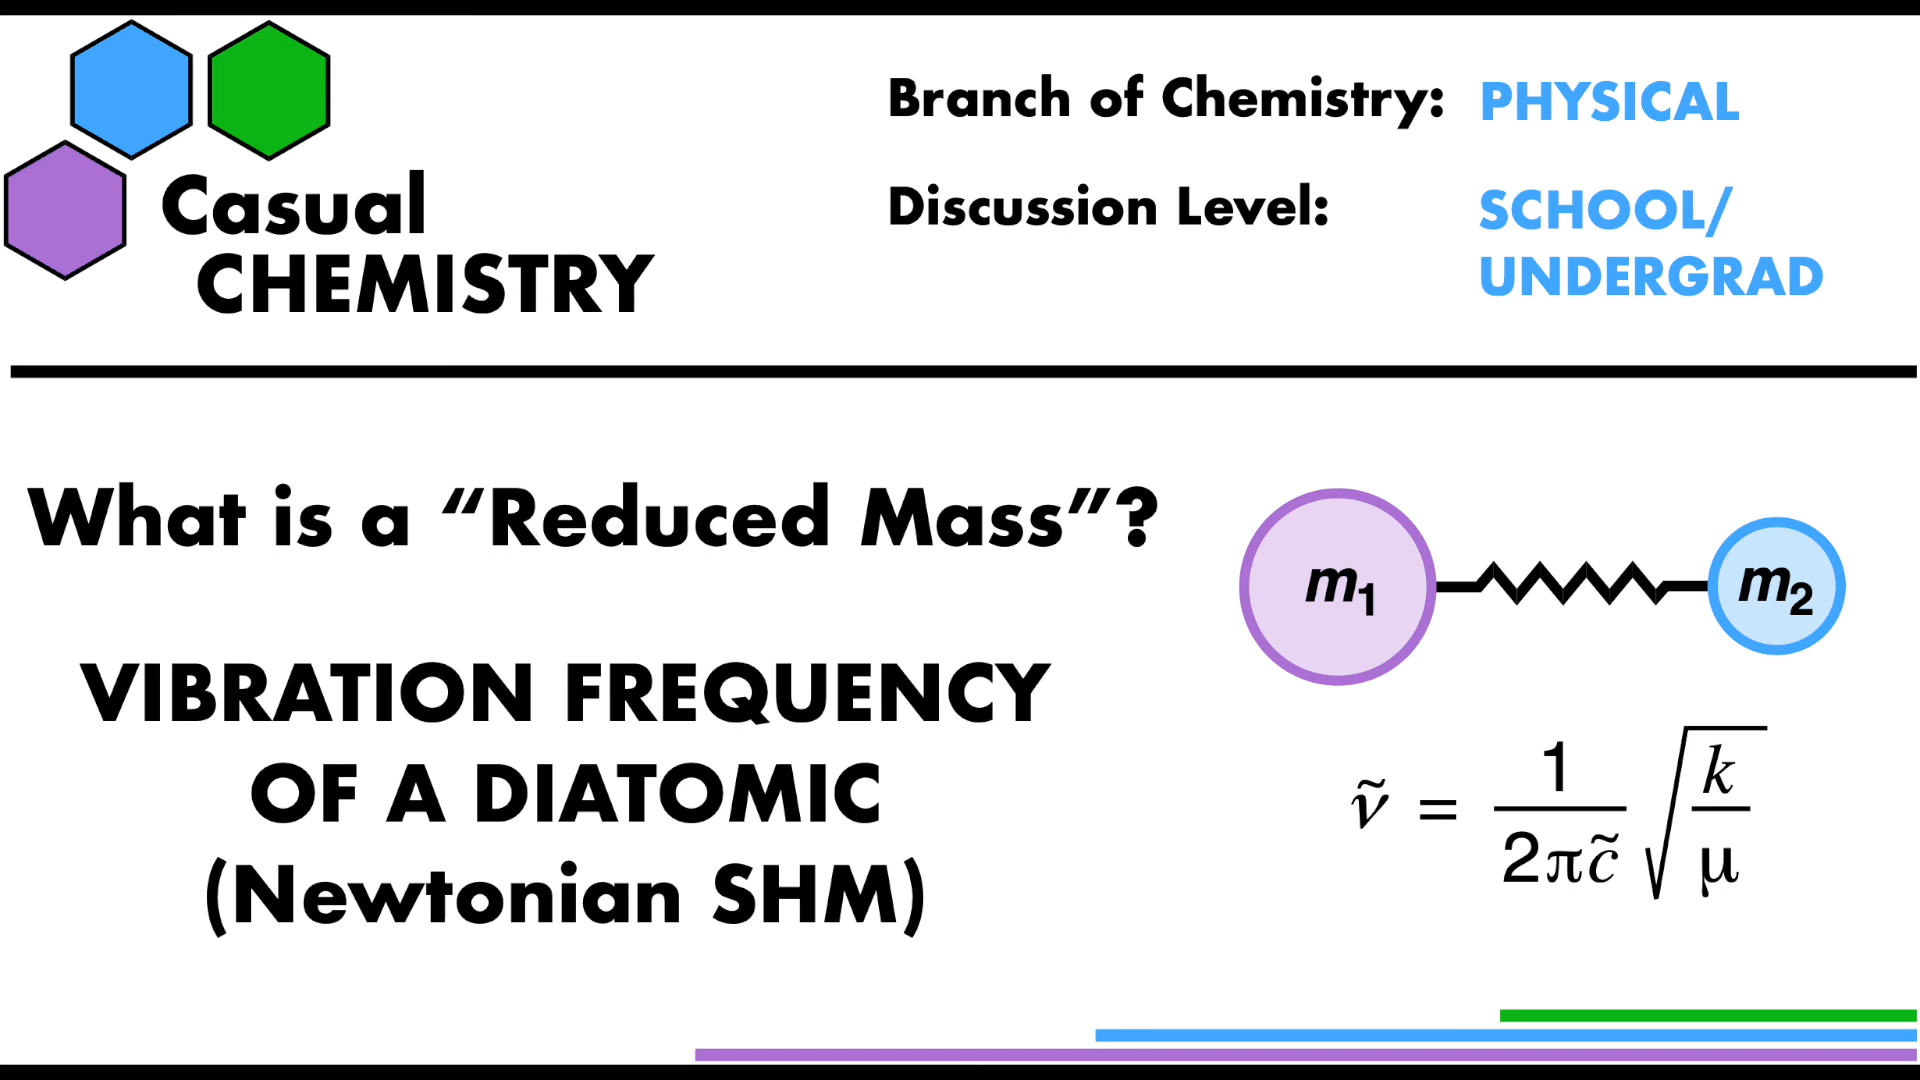 Casual
CHEMISTRY
Branch of Chemistry: PHYSICAL
Discussion Level: SCHOOL/
UNDERGRAD
What is a “Reduced Mass”?
VIBRATION FREQUENCY
OF A DIATOMIC
(Newtonian SHM)
m₁ m₂
ν̃ = 1/(2πc̃) √(k/μ)